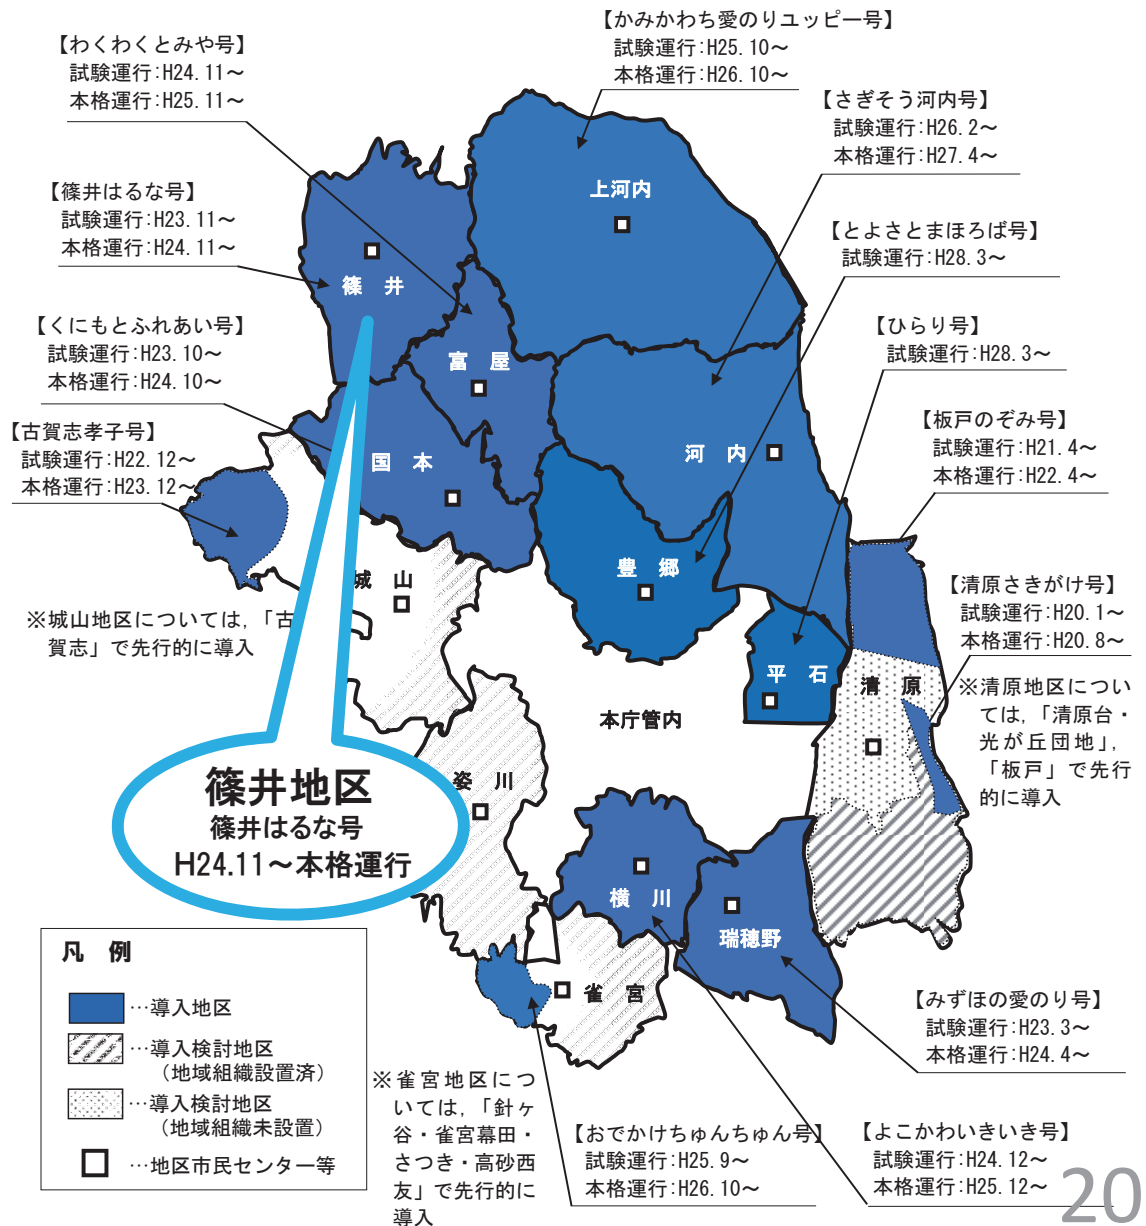 【かみかわち愛のりユッピー号】
試験運行:H25.10～
本格運行:H26.10～
【わくわくとみや号】
試験運行:H24.11～
本格運行:H25.11～
【さぎそう河内号】
試験運行:H26.2～
本格運行:H27.4～
【篠井はるな号】
試験運行:H23.11～
本格運行:H24.11～
【とよさとまほろば号】
試験運行:H28.3～
【くにもとふれあい号】
試験運行:H23.10～
本格運行:H24.10～
【ひらり号】
試験運行:H28.3～
【古賀志孝子号】
試験運行:H22.12～
本格運行:H23.12～
【板戸のぞみ号】
試験運行:H21.4～
本格運行:H22.4～
上河内
篠 井
富 屋
国 本
河 内
豊 郷
城 山
平 石
清 原
本庁管内
姿 川
横 川
瑞穂野
雀 宮
※城山地区については,「古
賀志」で先行的に導入
【清原さきがけ号】
試験運行:H20.1～
本格運行:H20.8～
※清原地区につい
ては,「清原台・
光が丘団地」,
「板戸」で先行
的に導入
篠井地区
篠井はるな号
H24.11～本格運行
凡 例
…導入地区
…導入検討地区
（地域組織設置済）
…導入検討地区
（地域組織未設置）
…地区市民センター等
※雀宮地区につ
いては,「針ヶ
谷・雀宮幕田・
さつき・高砂西
友」で先行的に
導入
【みずほの愛のり号】
試験運行:H23.3～
本格運行:H24.4～
【おでかけちゅんちゅん号】
試験運行:H25.9～
本格運行:H26.10～
【よこかわいきいき号】
試験運行:H24.12～
本格運行:H25.12～
20